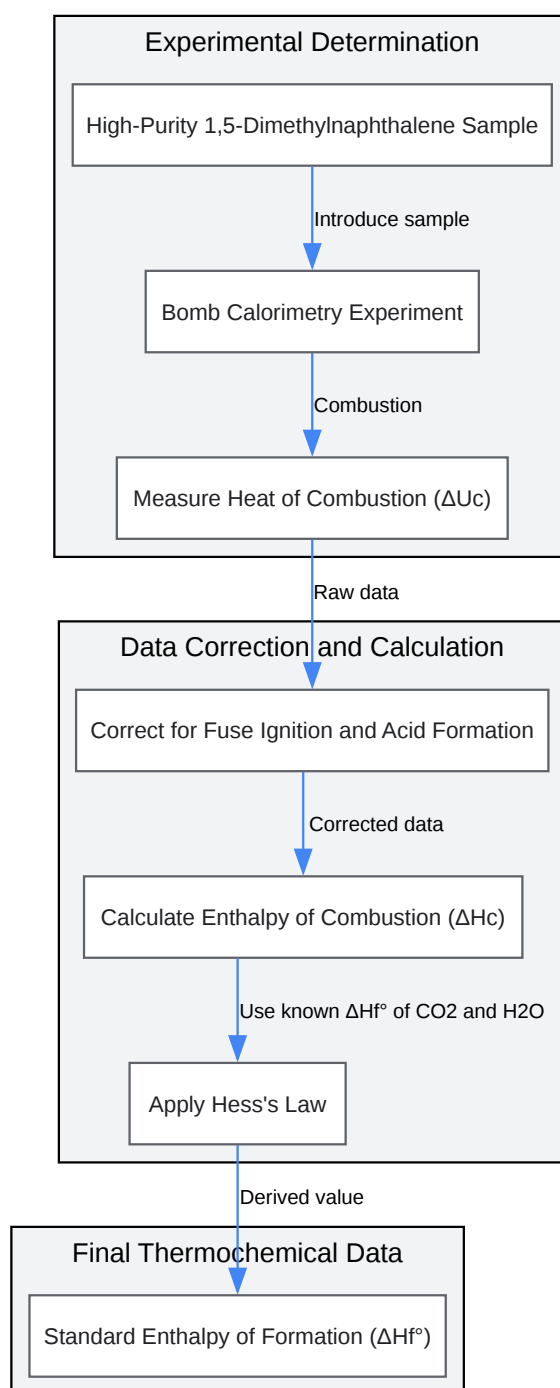 Experimental Determination
High-Purity 1,5-Dimethylnaphthalene Sample
Introduce sample
Bomb Calorimetry Experiment
Combustion
Measure Heat of Combustion (ΔUc)
Raw data
Data Correction and Calculation
Correct for Fuse Ignition and Acid Formation
Corrected data
Calculate Enthalpy of Combustion (ΔHc)
Use known ΔHf° of CO2 and H2O
Apply Hess's Law
Derived value
Final Thermochemical Data
Standard Enthalpy of Formation (ΔHf°)